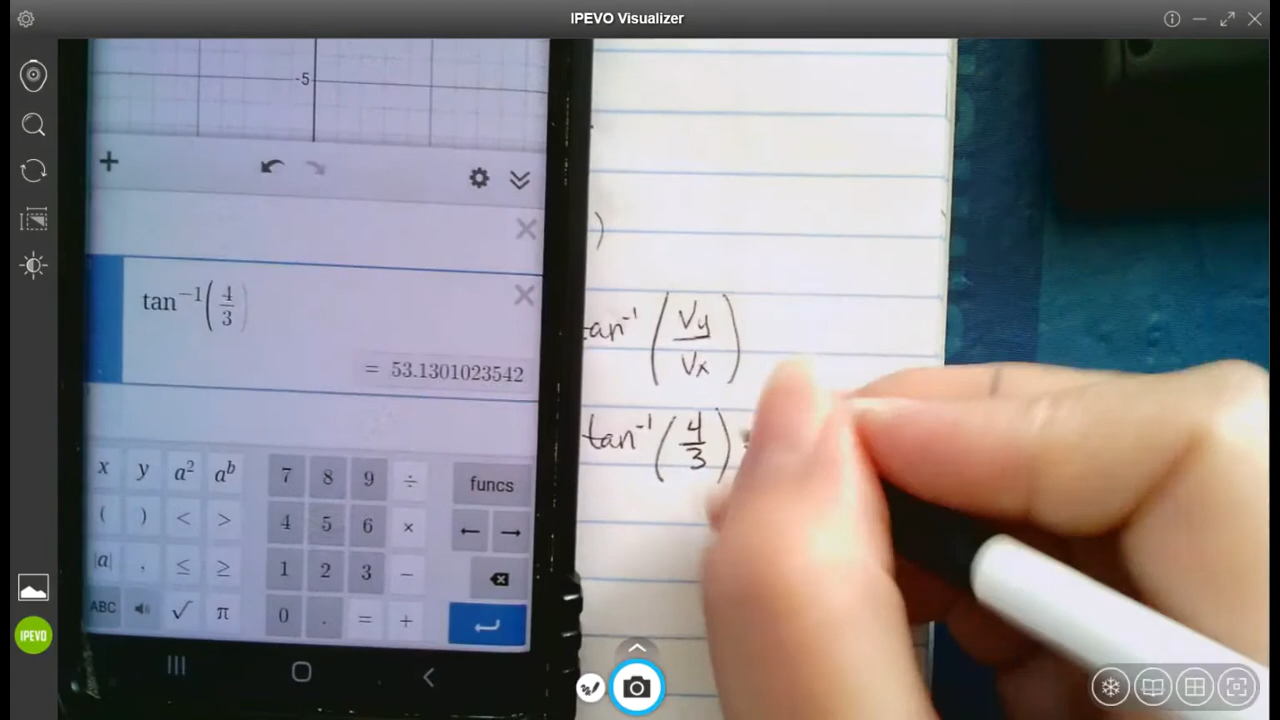 IPEVO Visualizer
-5
tan⁻¹(4/3)
= 53.1301023542
x y a² aᵇ 7 8 9 ÷ funcs
( ) < > 4 5 6 × ← →
|a| , ≤ ≥ 1 2 3 −
ABC √ π 0 . = +
)
tan⁻¹ (Vy/Vx)
tan⁻¹ (4/3) =
IPEVO